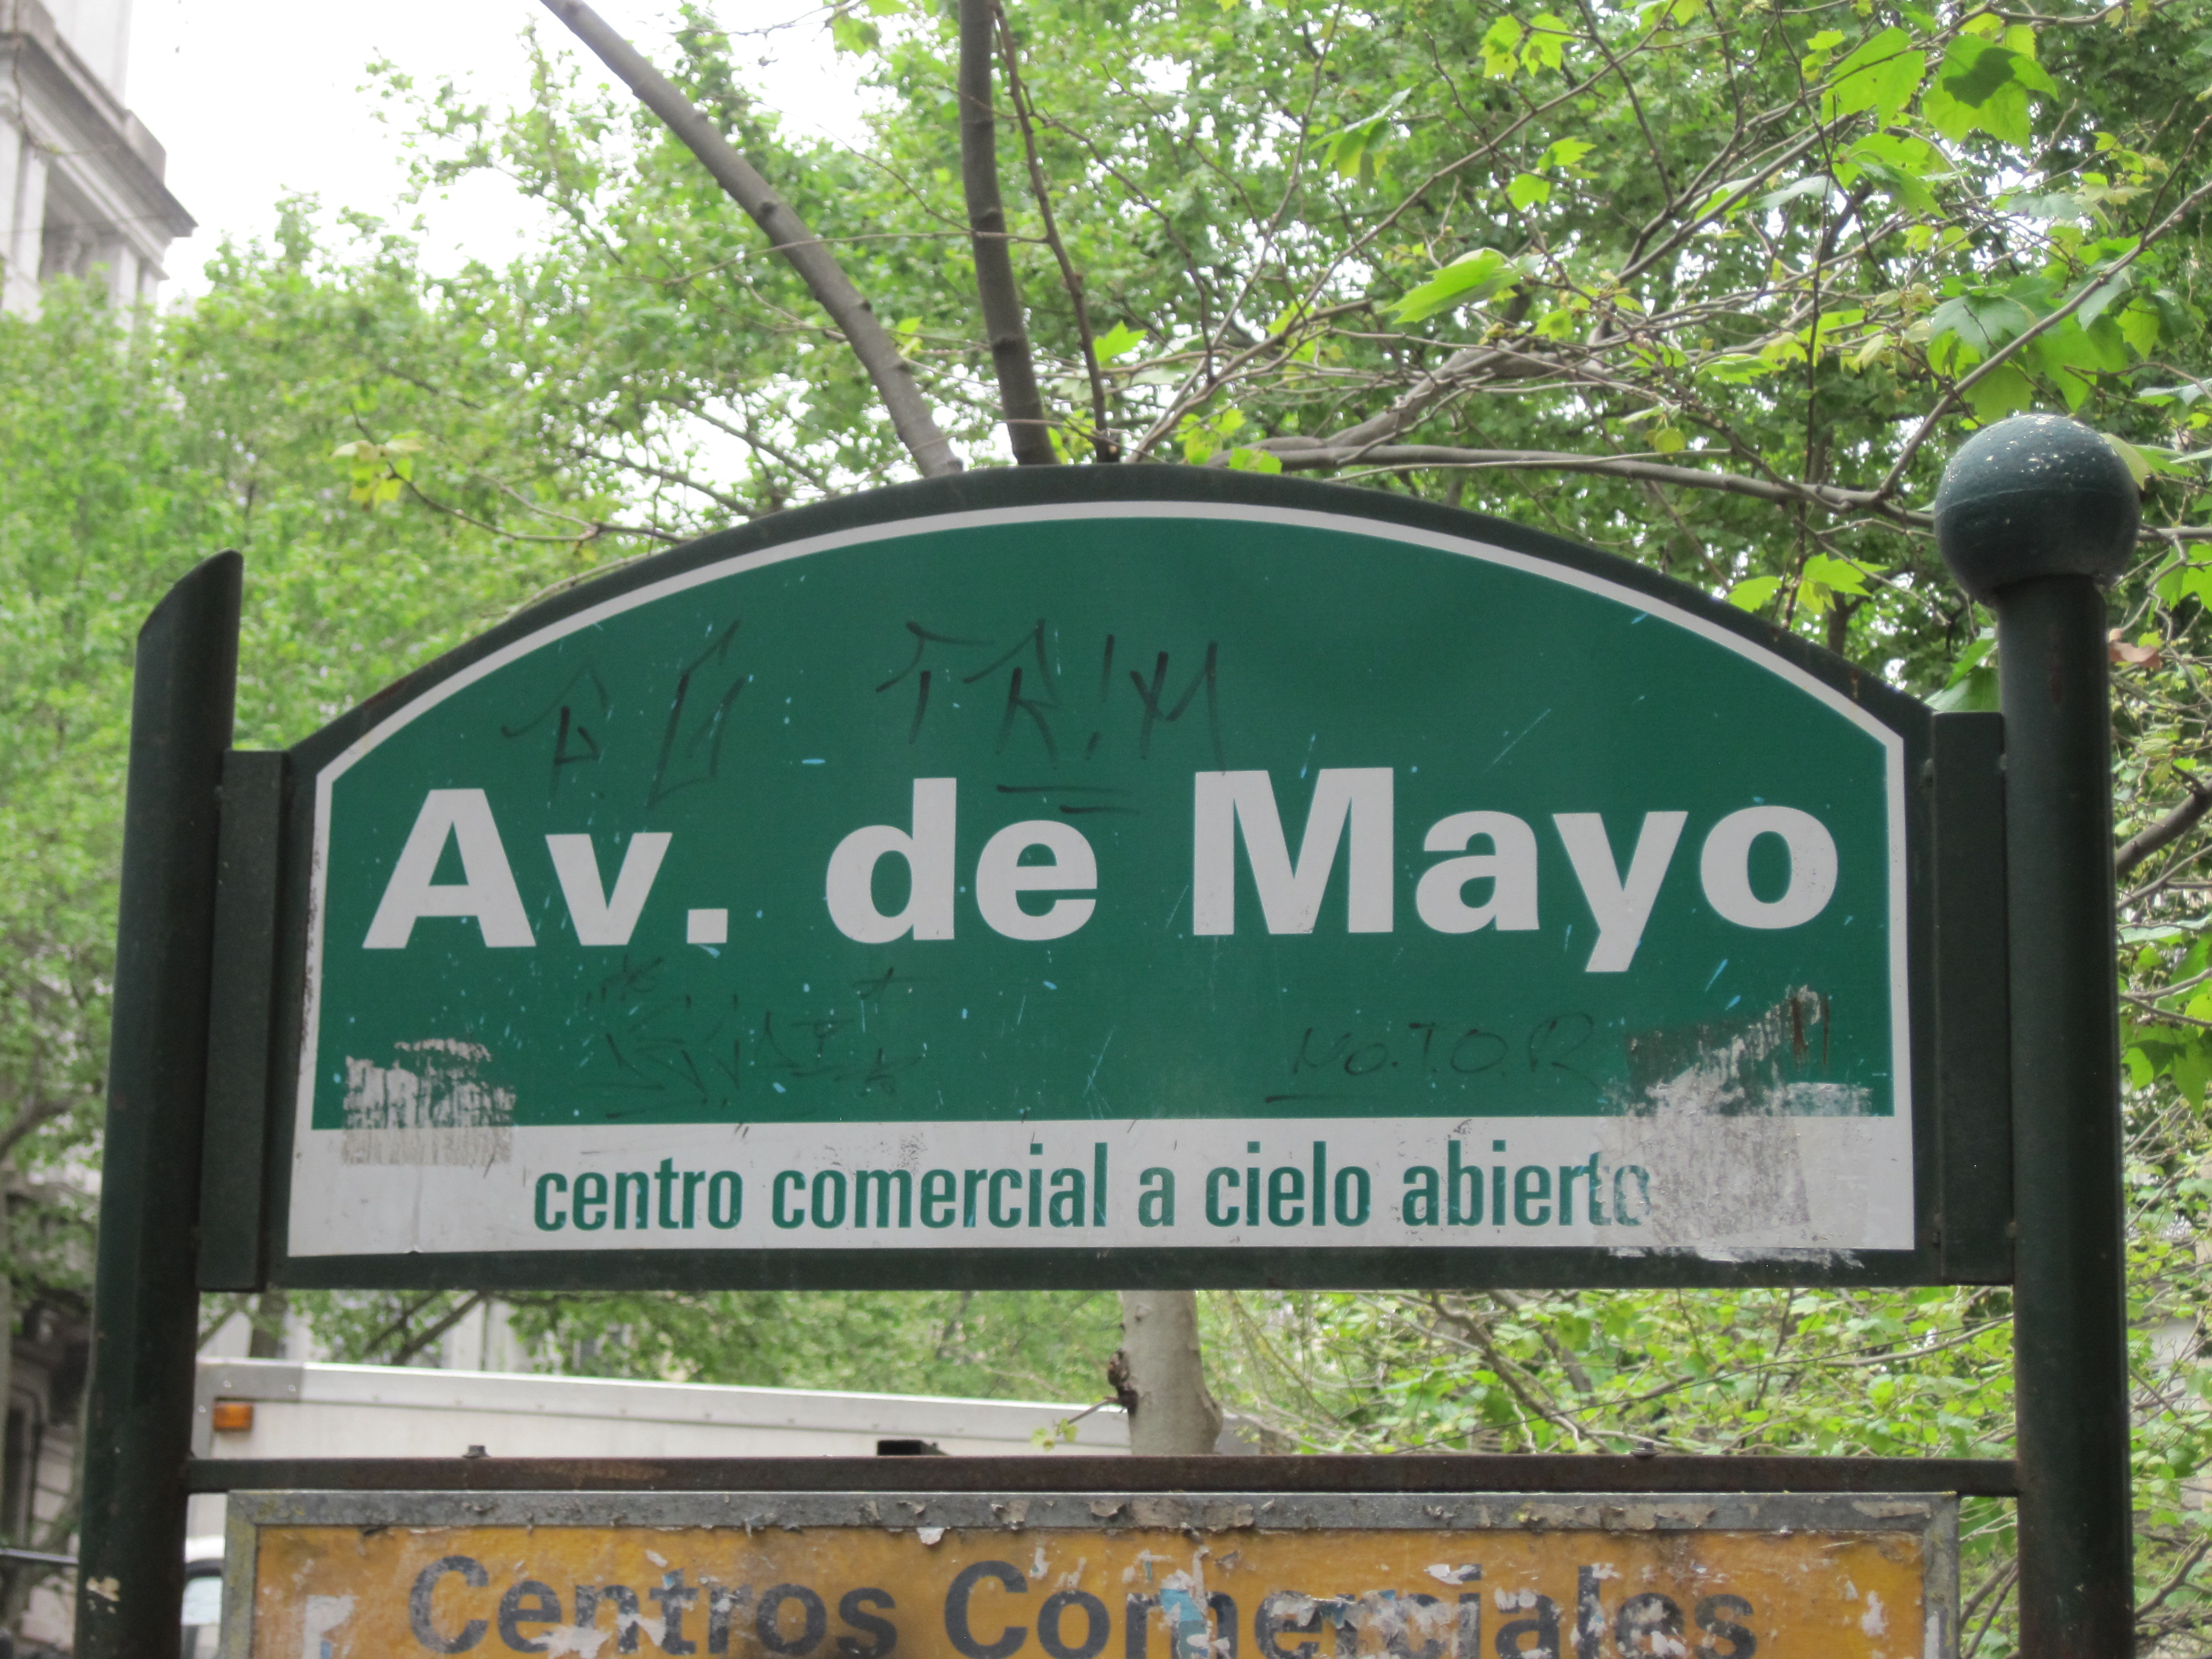 Av. de Mayo
centro comercial a cielo abierto
Centros Comerciales